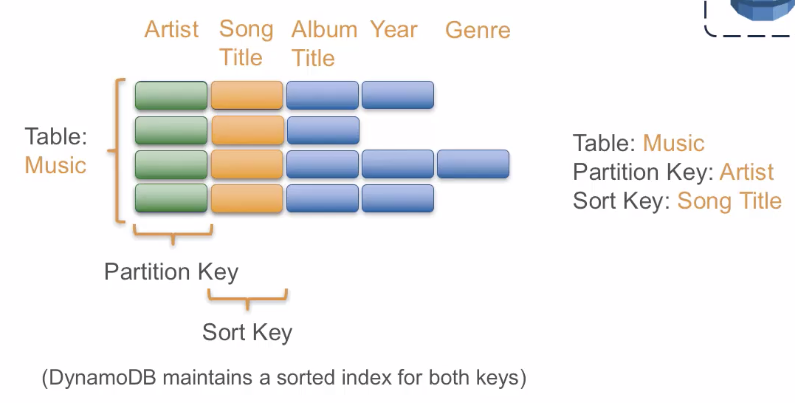 Artist Song Album Year Genre
Title Title
Table:
Music
Table: Music
Partition Key: Artist
Sort Key: Song Title
Partition Key
Sort Key
(DynamoDB maintains a sorted index for both keys)